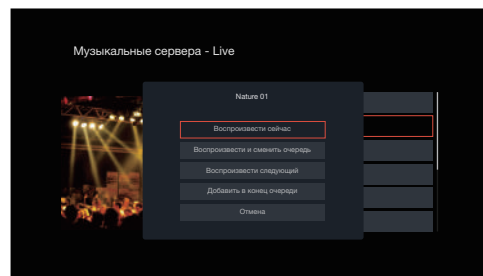 Музыкальные сервера - Live
Nature 01
Воспроизвести сейчас
Воспроизвести и сменить очередь
Воспроизвести следующий
Добавить в конец очереди
Отмена